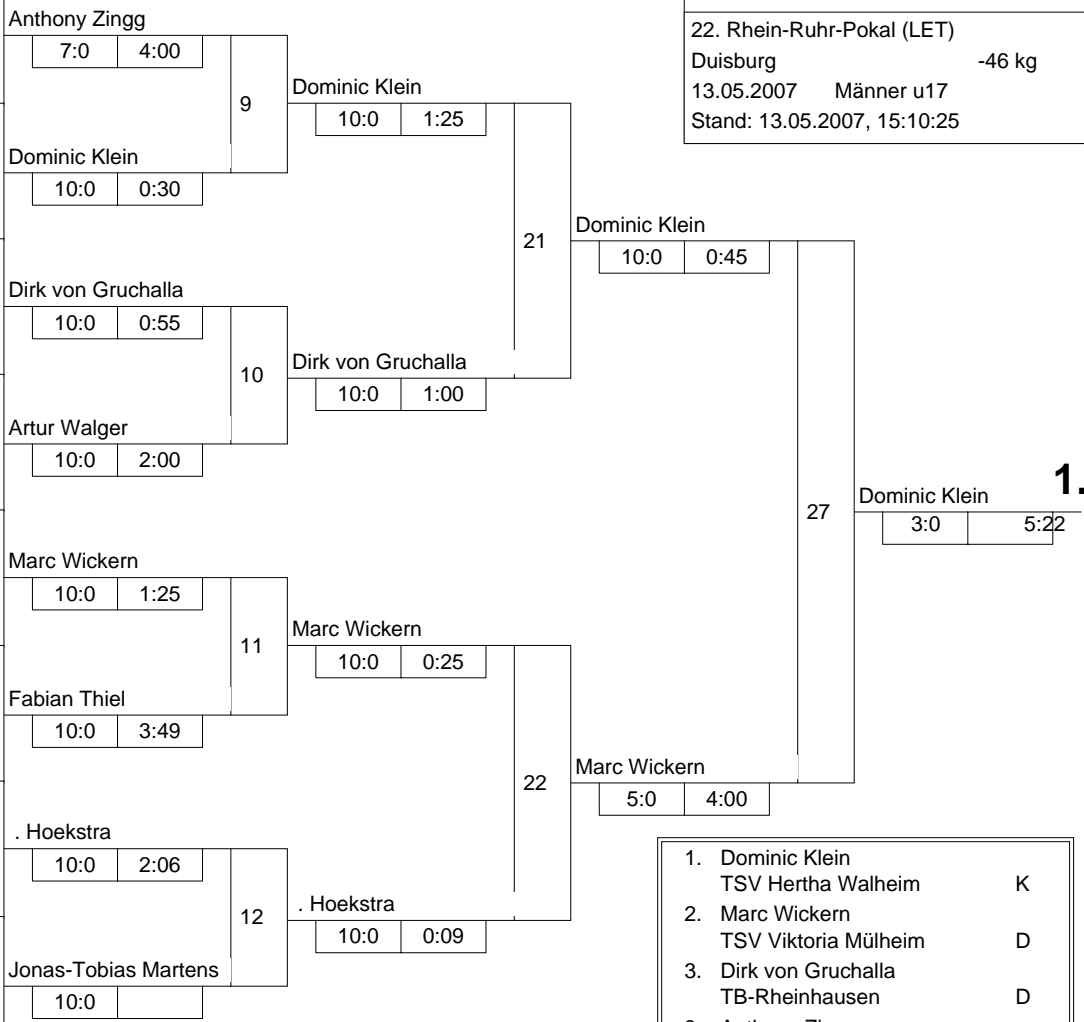 Anthony Zingg
7:0 4:00
9
Dominic Klein
10:0 0:30
Dominic Klein
10:0 1:25
Dirk von Gruchalla
10:0 0:55
10
Artur Walger
10:0 2:00
Dirk von Gruchalla
10:0 1:00
21
Dominic Klein
10:0 0:45
Marc Wickern
10:0 1:25
11
Fabian Thiel
10:0 3:49
Marc Wickern
10:0 0:25
. Hoekstra
10:0 2:06
12
Jonas-Tobias Martens
10:0
. Hoekstra
10:0 0:09
22
Marc Wickern
5:0 4:00
27
Dominic Klein 1.
3:0 5:22
22. Rhein-Ruhr-Pokal (LET)
Duisburg -46 kg
13.05.2007 Männer u17
Stand: 13.05.2007, 15:10:25
1. Dominic Klein
TSV Hertha Walheim K
2. Marc Wickern
TSV Viktoria Mülheim D
3. Dirk von Gruchalla
TB-Rheinhausen D